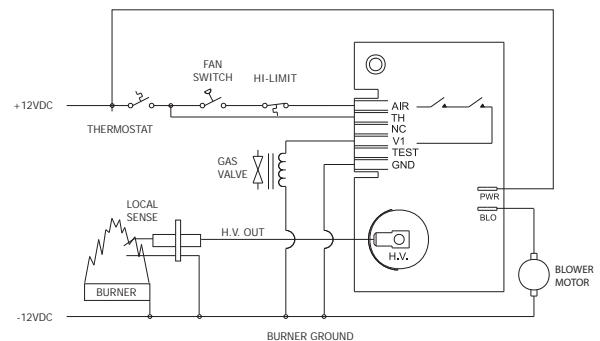 FAN
SWITCH
HI-LIMIT
+12VDC
THERMOSTAT
AIR
TH
NC
V1
TEST
GND
GAS
VALVE
PWR
BLO
LOCAL
SENSE
H.V. OUT
H.V.
BURNER
BLOWER
MOTOR
-12VDC
BURNER GROUND